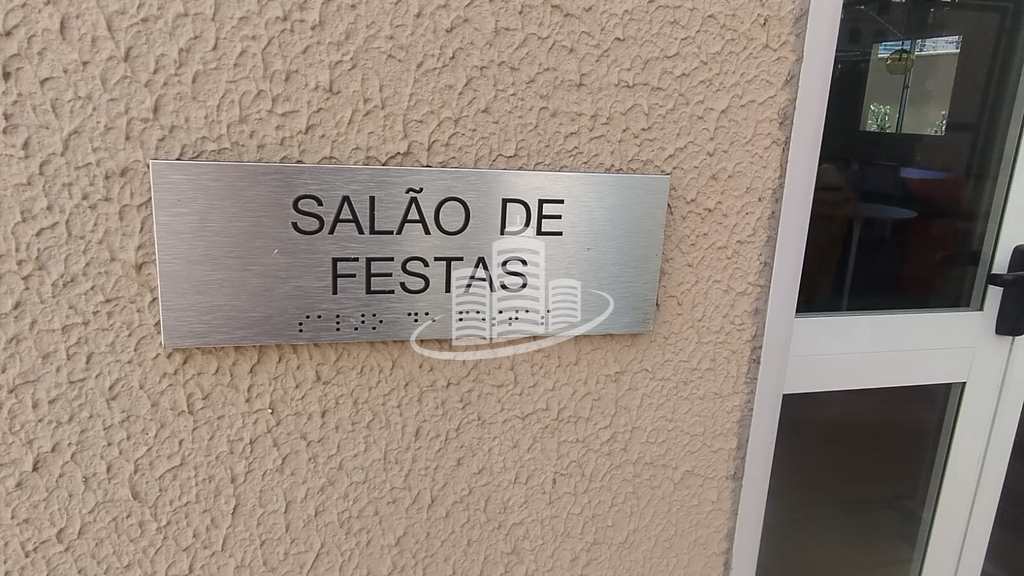 SALÃO DE
FESTAS